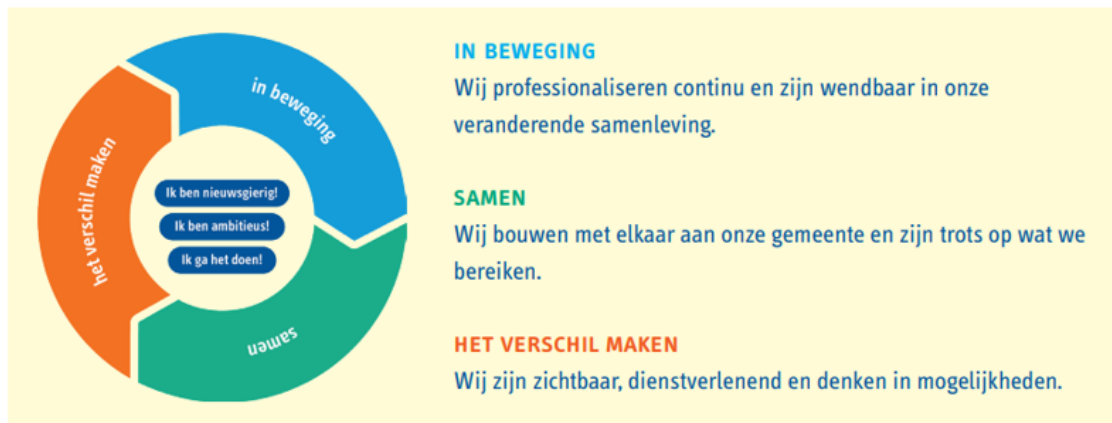 in beweging
het verschil maken
samen
Ik ben nieuwsgierig!
Ik ben ambitieus!
Ik ga het doen!
IN BEWEGING
Wij professionaliseren continu en zijn wendbaar in onze
veranderende samenleving.
SAMEN
Wij bouwen met elkaar aan onze gemeente en zijn trots op wat we
bereiken.
HET VERSCHIL MAKEN
Wij zijn zichtbaar, dienstverlenend en denken in mogelijkheden.